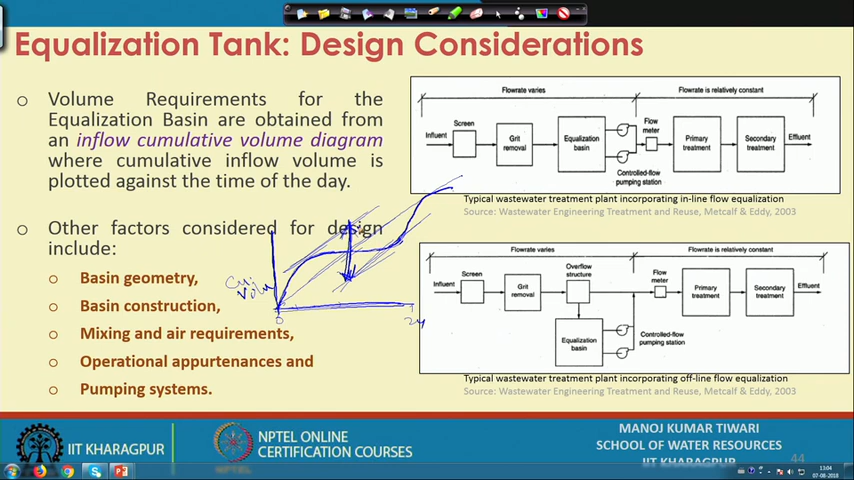 Equalization Tank: Design Considerations
Volume Requirements for the
Equalization Basin are obtained from
an inflow cumulative volume diagram
where cumulative inflow volume is
plotted against the time of the day.
Other factors considered for design
include:
Basin geometry,
Basin construction,
Mixing and air requirements,
Operational appurtenances and
Pumping systems.
0
24
Flowrate varies
Flowrate is relatively constant
Influent
Screen
Grit
removal
Equalization
basin
Flow
meter
Primary
treatment
Secondary
treatment
Effluent
Controlled-flow
pumping station
Typical wastewater treatment plant incorporating in-line flow equalization
Source: Wastewater Engineering Treatment and Reuse, Metcalf & Eddy, 2003
Flowrate varies
Flowrate is relatively constant
Influent
Screen
Grit
removal
Overflow
structure
Equalization
basin
Flow
meter
Primary
treatment
Secondary
treatment
Effluent
Controlled-flow
pumping station
Typical wastewater treatment plant incorporating off-line flow equalization
Source: Wastewater Engineering Treatment and Reuse, Metcalf & Eddy, 2003
IIT KHARAGPUR
NPTEL ONLINE
CERTIFICATION COURSES
NPTEL
MANOJ KUMAR TIWARI
SCHOOL OF WATER RESOURCES
IIT KHARAGPUR
44
13:04
07-08-2018